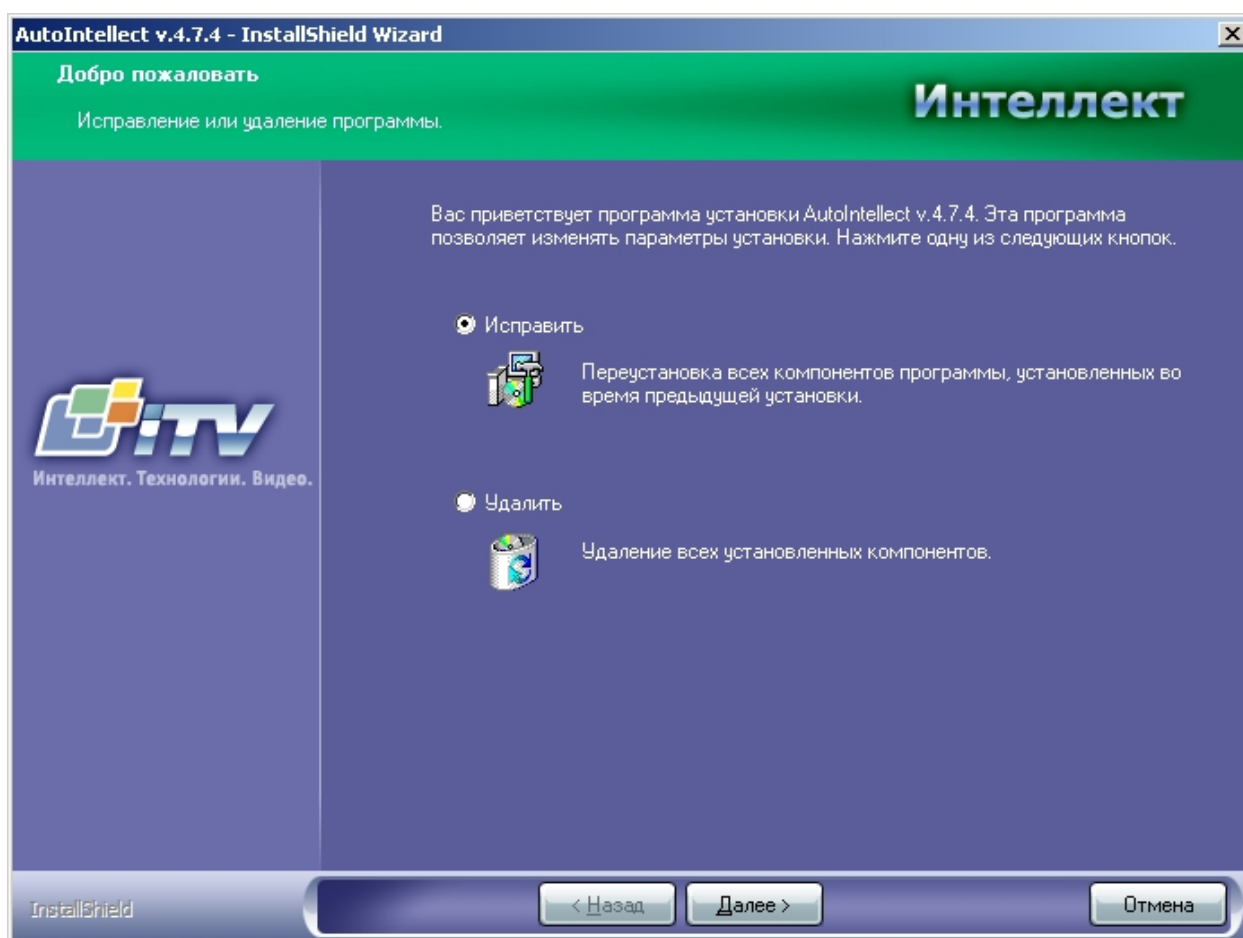 AutoIntellect v.4.7.4 - InstallShield Wizard
Добро пожаловать
Исправление или удаление программы.
Интеллект
Вас приветствует программа установки AutoIntellect v.4.7.4. Эта программа
позволяет изменять параметры установки. Нажмите одну из следующих кнопок.
Исправить
Переустановка всех компонентов программы, установленных во
время предыдущей установки.
iTV
Интеллект. Технологии. Видео.
Удалить
Удаление всех установленных компонентов.
InstallShield
< Назад
Далее >
Отмена